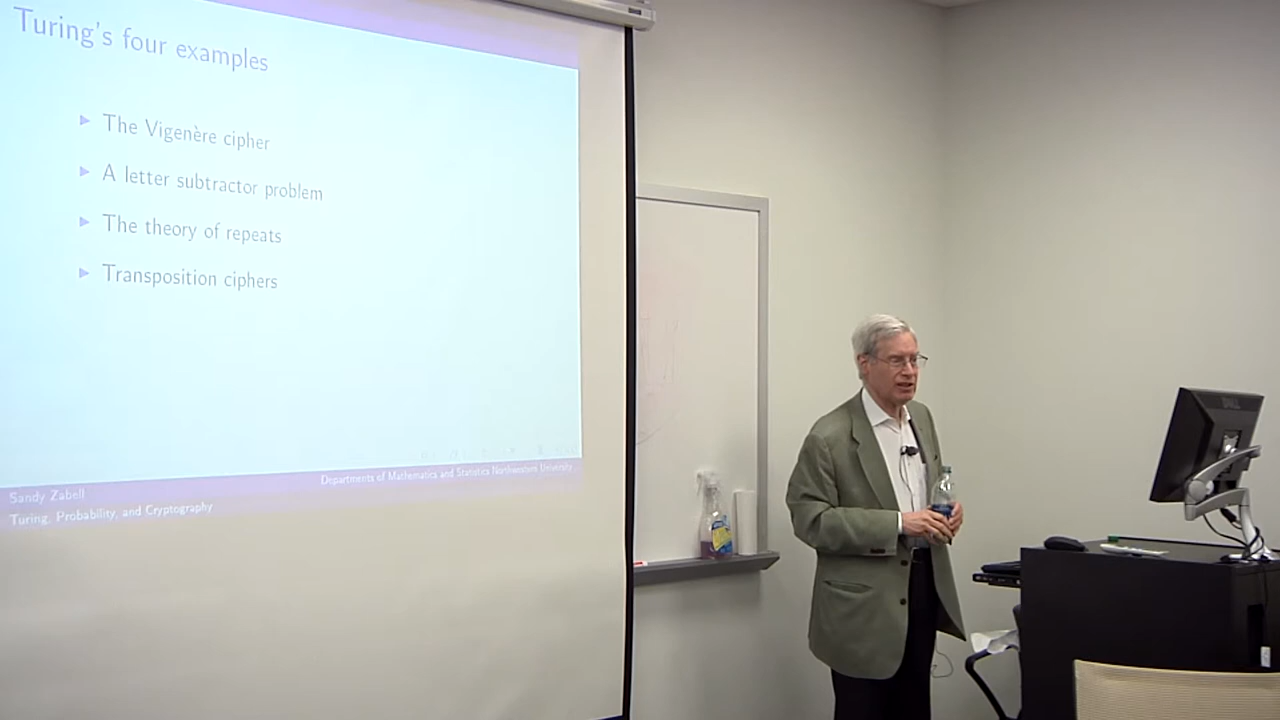 Turing's four examples
The Vigenère cipher
A letter subtractor problem
The theory of repeats
Transposition ciphers
Sandy Zabell
Departments of Mathematics and Statistics Northwestern University
Turing, Probability, and Cryptography
DELL